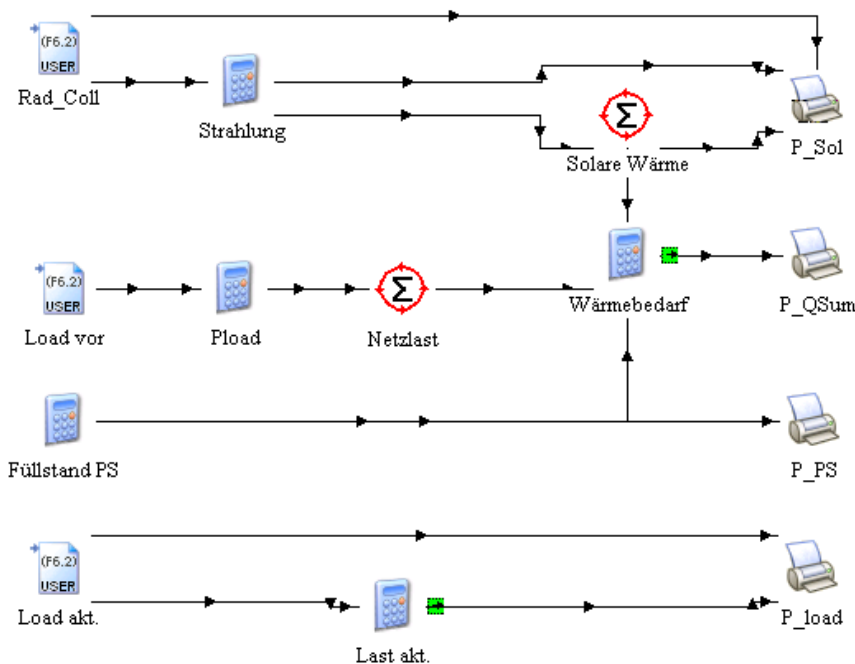 (F6.2)
USER
Rad_Coll
Strahlung
Σ
Solare Wärme
P_Sol
(F6.2)
USER
Load vor
Pload
Σ
Netzlast
Wärmebedarf
P_QSum
Füllstand PS
P_PS
(F6.2)
USER
Load akt.
Last akt.
P_load